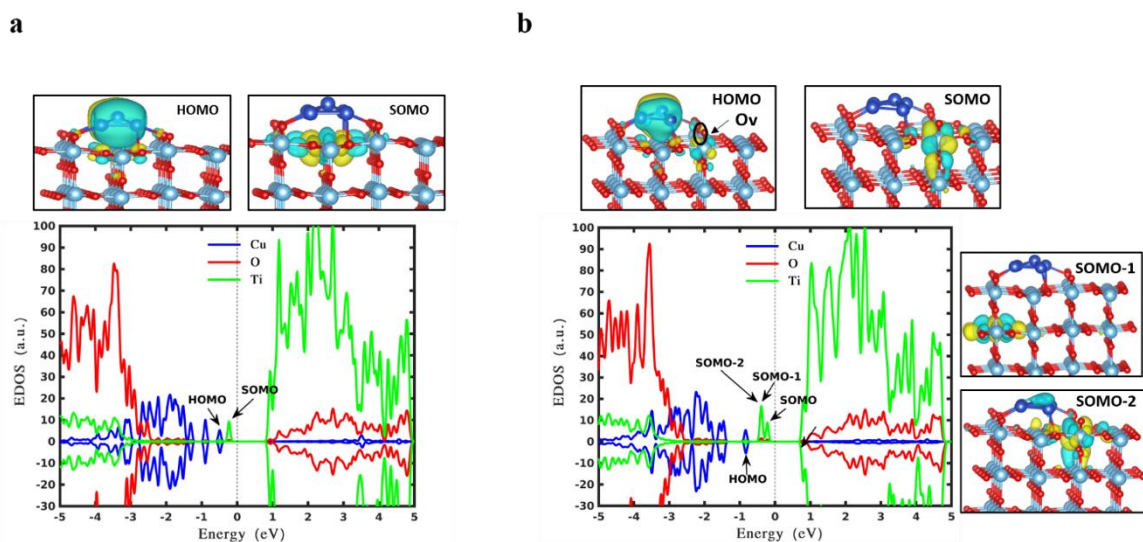 a
HOMO
SOMO
100
90
80
70
60
50
40
30
20
10
0
-10
-20
-30
EDOS (a.u.)
Cu
O
Ti
HOMO
SOMO
-5 -4 -3 -2 -1 0 1 2 3 4 5
Energy (eV)
b
HOMO
Ov
SOMO
100
90
80
70
60
50
40
30
20
10
0
-10
-20
-30
EDOS (a.u.)
Cu
O
Ti
SOMO-2
SOMO-1
SOMO
HOMO
-5 -4 -3 -2 -1 0 1 2 3 4 5
Energy (eV)
SOMO-1
SOMO-2